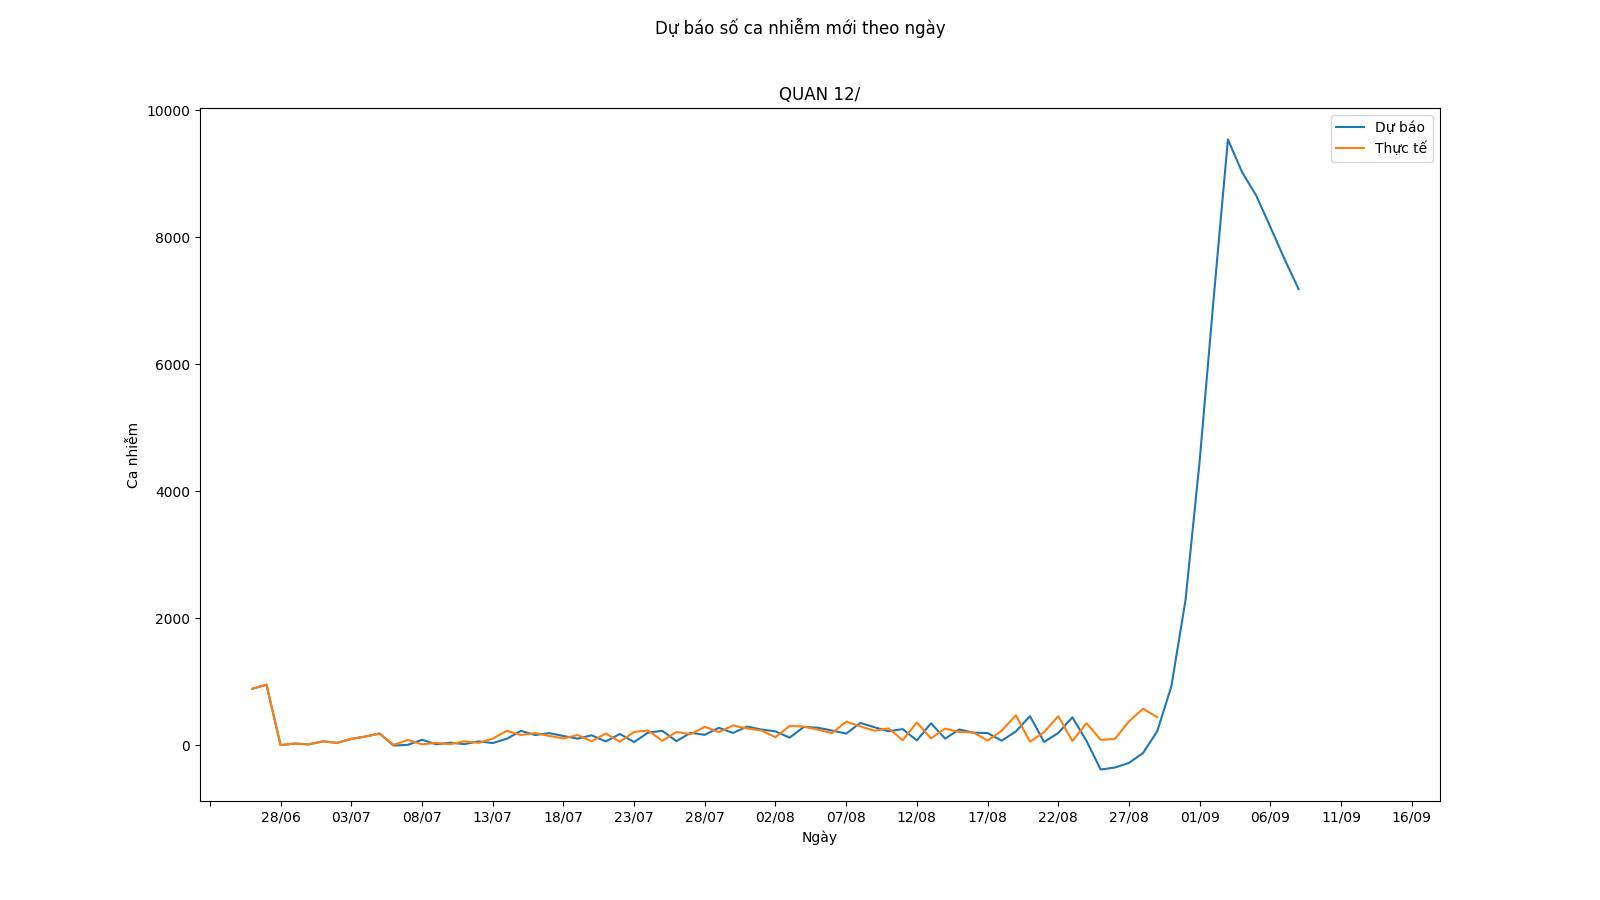 Dự báo số ca nhiễm mới theo ngày
QUAN 12/
Dự báo
Thực tế
Ca nhiễm
10000
8000
6000
4000
2000
0
28/06 03/07 08/07 13/07 18/07 23/07 28/07 02/08 07/08 12/08 17/08 22/08 27/08 01/09 06/09 11/09 16/09
Ngày